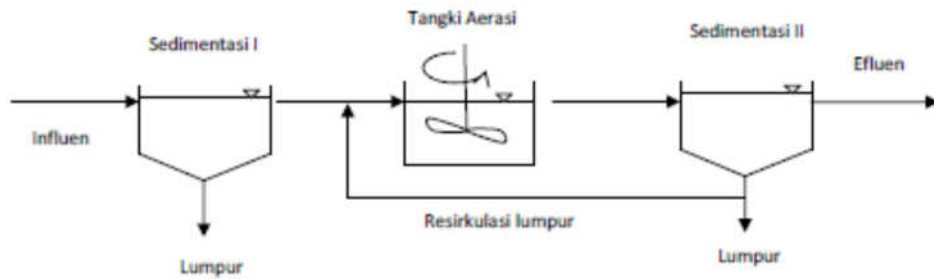 Tangki Aerasi
Sedimentasi I
Sedimentasi II
Efluen
Influen
Resirkulasi lumpur
Lumpur
Lumpur